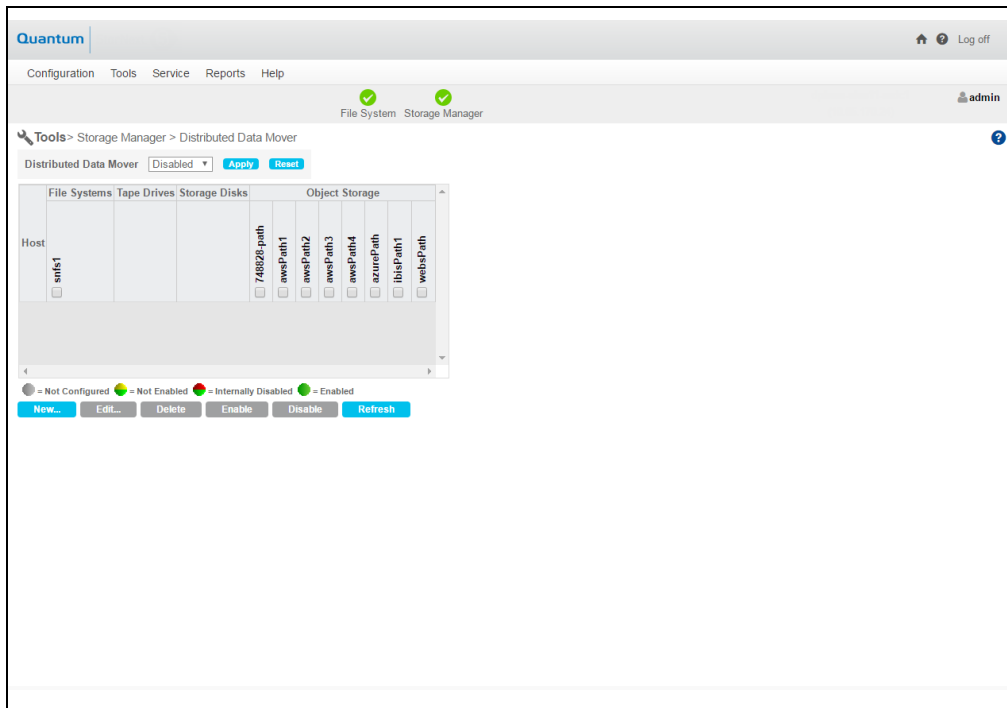 Quantum
Log off
Configuration Tools Service Reports Help
File System Storage Manager
admin
Tools> Storage Manager > Distributed Data Mover
Distributed Data Mover Disabled Apply Reset
File Systems Tape Drives Storage Disks Object Storage
Host
snfs1
748828-path
awsPath1
awsPath2
awsPath3
awsPath4
azurePath
ibisPath1
websPath
= Not Configured = Not Enabled = Internally Disabled = Enabled
New... Edit... Delete Enable Disable Refresh